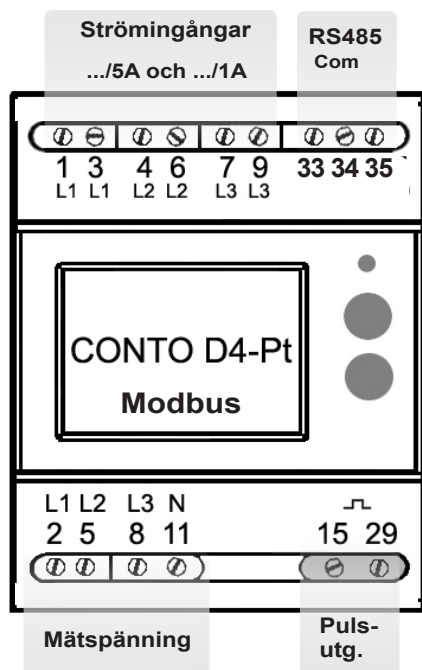 Strömingångar
.../5A och .../1A
RS485
Com
1 3 4 6 7 9 33 34 35
L1 L1 L2 L2 L3 L3
CONTO D4-Pt
Modbus
L1 L2 L3 N
2 5 8 11 15 29
Mätspänning
Puls-
utg.